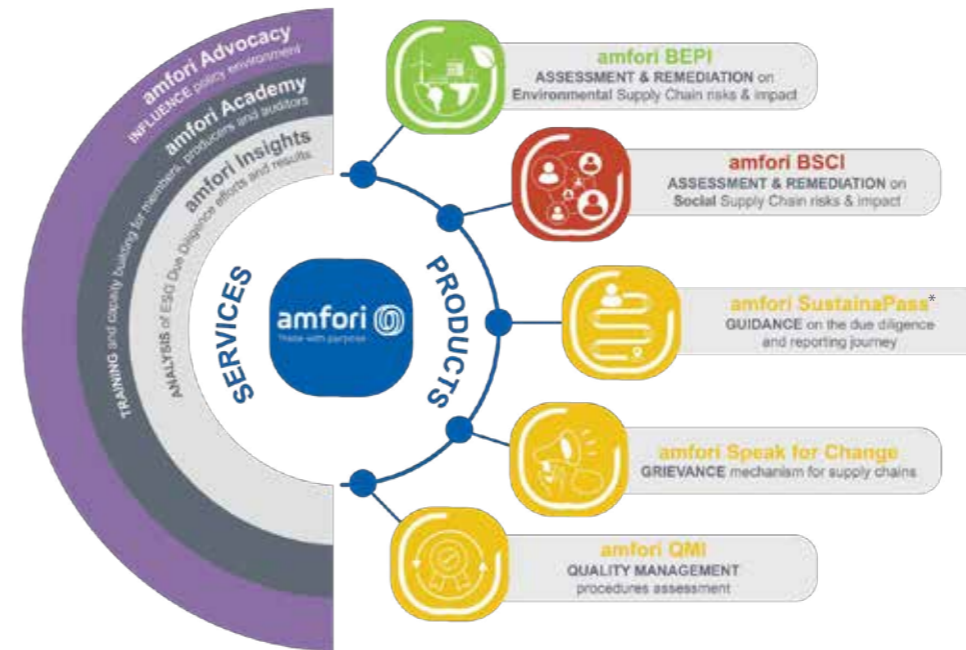 amfori Advocacy
INFLUENCE policy environment
amfori Academy
TRAINING and capacity building for members, producers and auditors
amfori Insights
ANALYSIS of ESG Due Diligence efforts and results
SERVICES
amfori
Trade with purpose
PRODUCTS
amfori BEPI
ASSESSMENT & REMEDIATION on
Environmental Supply Chain risks & impact
amfori BSCI
ASSESSMENT & REMEDIATION on
Social Supply Chain risks & impact
amfori SustainaPass*
GUIDANCE on the due diligence
and reporting journey
amfori Speak for Change
GRIEVANCE mechanism for supply chains
amfori QMI
QUALITY MANAGEMENT
procedures assessment